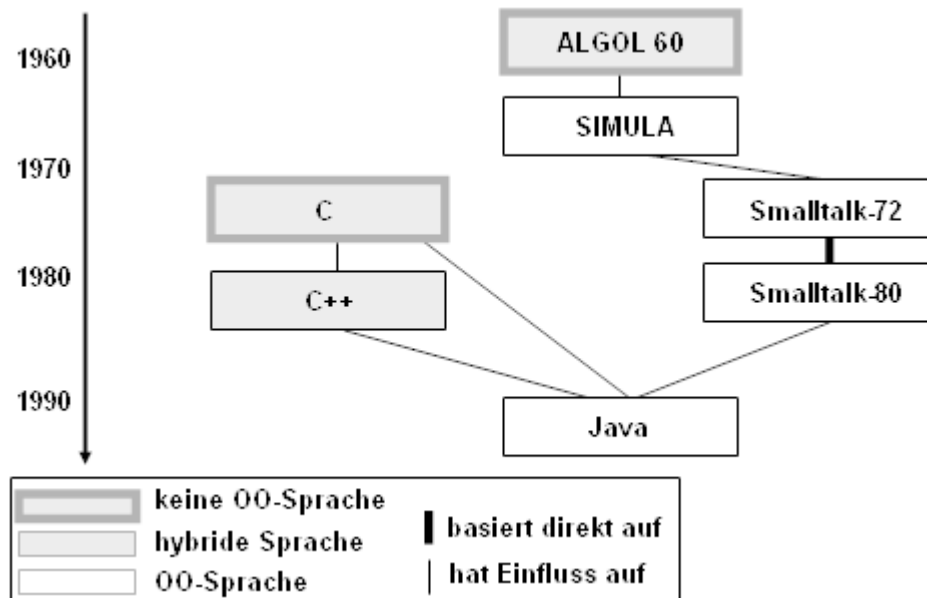 1960
ALGOL 60
SIMULA
1970
C
Smalltalk-72
1980
C++
Smalltalk-80
1990
Java
keine OO-Sprache
hybride Sprache
OO-Sprache
basiert direkt auf
hat Einfluss auf